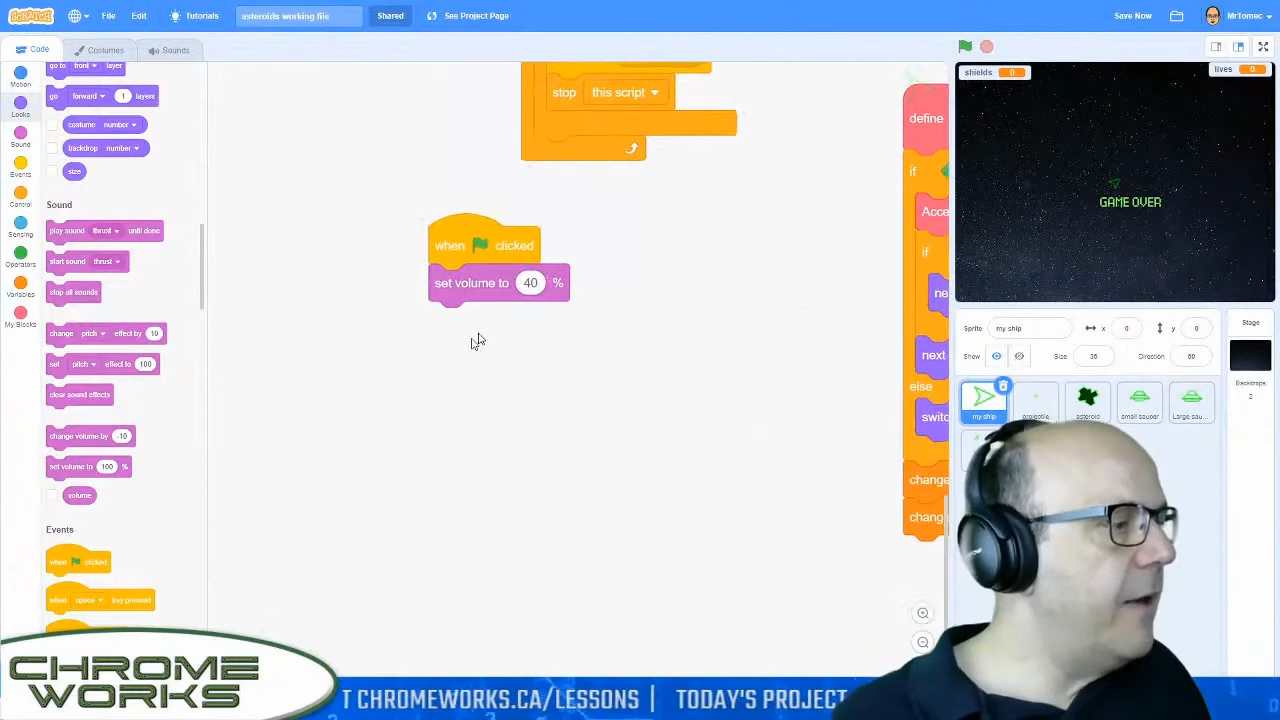 SCRATCH
File
Edit
Tutorials
asteroids working file
Shared
See Project Page
Save Now
MrTomec
Code
Costumes
Sounds
Motion
Looks
Sound
Events
Control
Sensing
Operators
Variables
My Blocks
go to front layer
go forward 1 layers
costume number
backdrop number
size
Sound
play sound thrust until done
start sound thrust
stop all sounds
change pitch effect by 10
set pitch effect to 100
clear sound effects
change volume by -10
set volume to 100 %
volume
Events
when clicked
when space key pressed
stop this script
when clicked
set volume to 40 %
define
if
Acce
if
ne
next
else
switc
change
change
shields 0
lives 0
GAME OVER
Sprite my ship x 0 y 0
Show Size 35 Direction 60
my ship
projectile
asteroid
small saucer
Large sau...
Stage
Backdrops
2
CHROME
WORKS
T CHROMEWORKS.CA/LESSONS | TODAY'S PROJECT